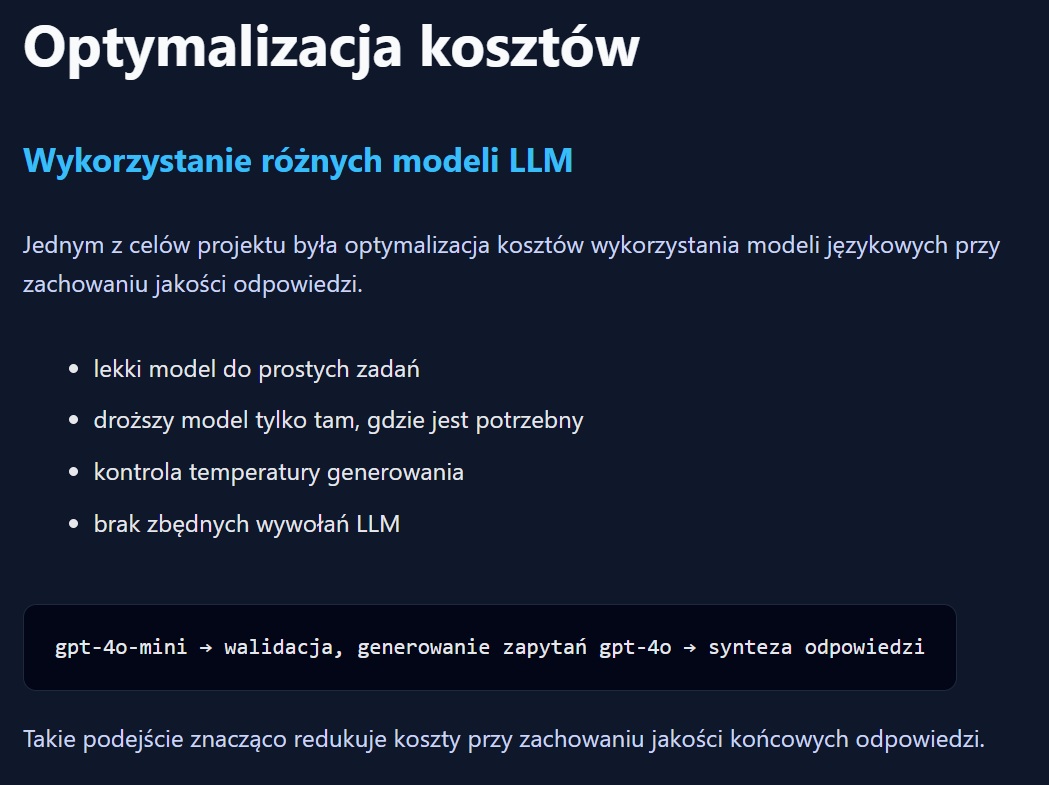 Optymalizacja kosztów
Wykorzystanie różnych modeli LLM
Jednym z celów projektu była optymalizacja kosztów wykorzystania modeli językowych przy
zachowaniu jakości odpowiedzi.
• lekki model do prostych zadań
• droższy model tylko tam, gdzie jest potrzebny
• kontrola temperatury generowania
• brak zbędnych wywołań LLM
gpt-4o-mini → walidacja, generowanie zapytań gpt-4o → synteza odpowiedzi
Takie podejście znacząco redukuje koszty przy zachowaniu jakości końcowych odpowiedzi.